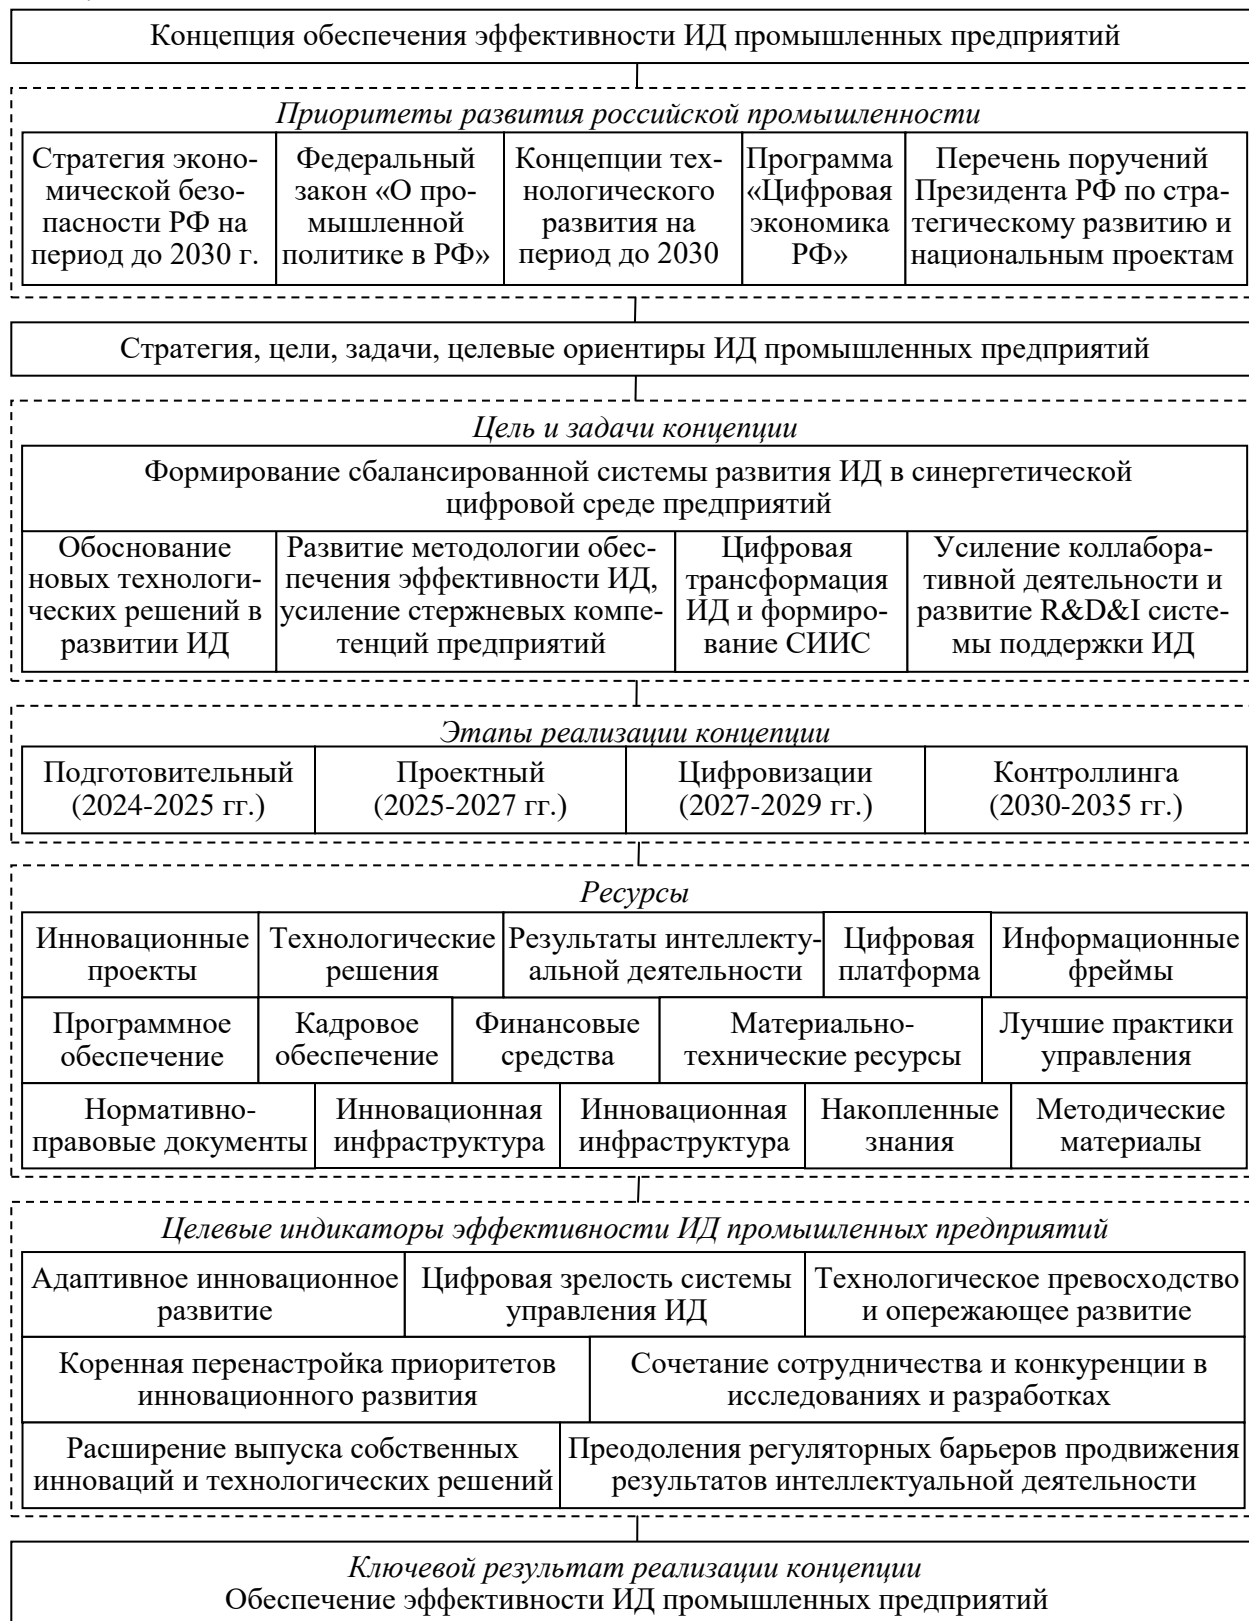 Концепция обеспечения эффективности ИД промышленных предприятий
Приоритеты развития российской промышленности
Стратегия эконо-
мической безо-
пасности РФ на
период до 2030 г.
Федеральный
закон «О про-
мышленной
политике в РФ»
Концепции тех-
нологического
развития на
период до 2030
Программа
«Цифровая
экономика
РФ»
Перечень поручений
Президента РФ по стра-
тегическому развитию и
национальным проектам
Стратегия, цели, задачи, целевые ориентиры ИД промышленных предприятий
Цель и задачи концепции
Формирование сбалансированной системы развития ИД в синергетической
цифровой среде предприятий
Обоснование
новых технологи-
ческих решений в
развитии ИД
Развитие методологии обес-
печения эффективности ИД,
усиление стержневых компе-
тенций предприятий
Цифровая
трансформация
ИД и формиро-
вание СИИС
Усиление коллабора-
тивной деятельности и
развитие R&D&I систе-
мы поддержки ИД
Этапы реализации концепции
Подготовительный
(2024-2025 гг.)
Проектный
(2025-2027 гг.)
Цифровизации
(2027-2029 гг.)
Контроллинга
(2030-2035 гг.)
Ресурсы
Инновационные
проекты
Технологические
решения
Результаты интеллекту-
альной деятельности
Цифровая
платформа
Информационные
фреймы
Программное
обеспечение
Кадровое
обеспечение
Финансовые
средства
Материально-
технические ресурсы
Лучшие практики
управления
Нормативно-
правовые документы
Инновационная
инфраструктура
Инновационная
инфраструктура
Накопленные
знания
Методические
материалы
Целевые индикаторы эффективности ИД промышленных предприятий
Адаптивное инновационное
развитие
Цифровая зрелость системы
управления ИД
Технологическое превосходство
и опережающее развитие
Коренная перенастройка приоритетов
инновационного развития
Сочетание сотрудничества и конкуренции в
исследованиях и разработках
Расширение выпуска собственных
инноваций и технологических решений
Преодоления регуляторных барьеров продвижения
результатов интеллектуальной деятельности
Ключевой результат реализации концепции
Обеспечение эффективности ИД промышленных предприятий